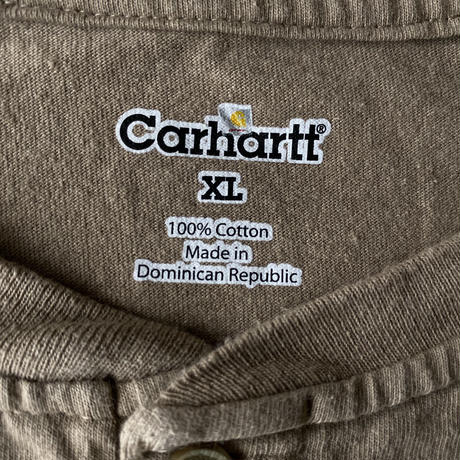 Carhartt®
XL
100% Cotton
Made in
Dominican Republic